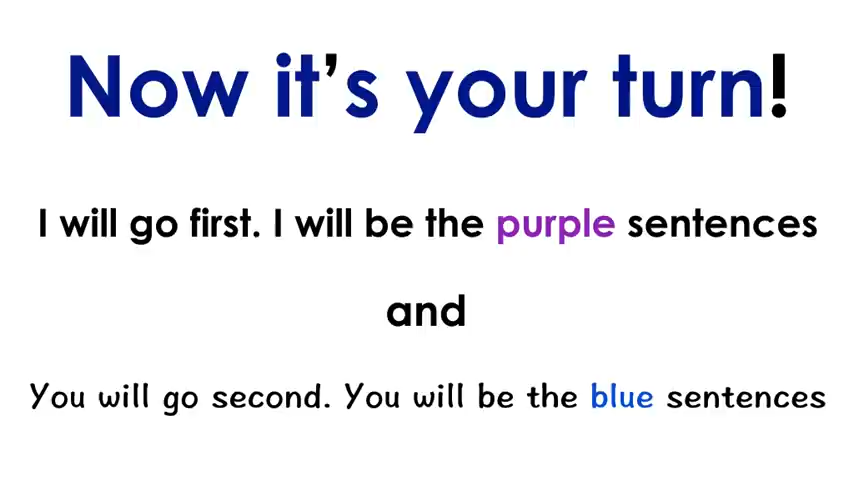 Now it’s your turn!
I will go first. I will be the purple sentences
and
You will go second. You will be the blue sentences